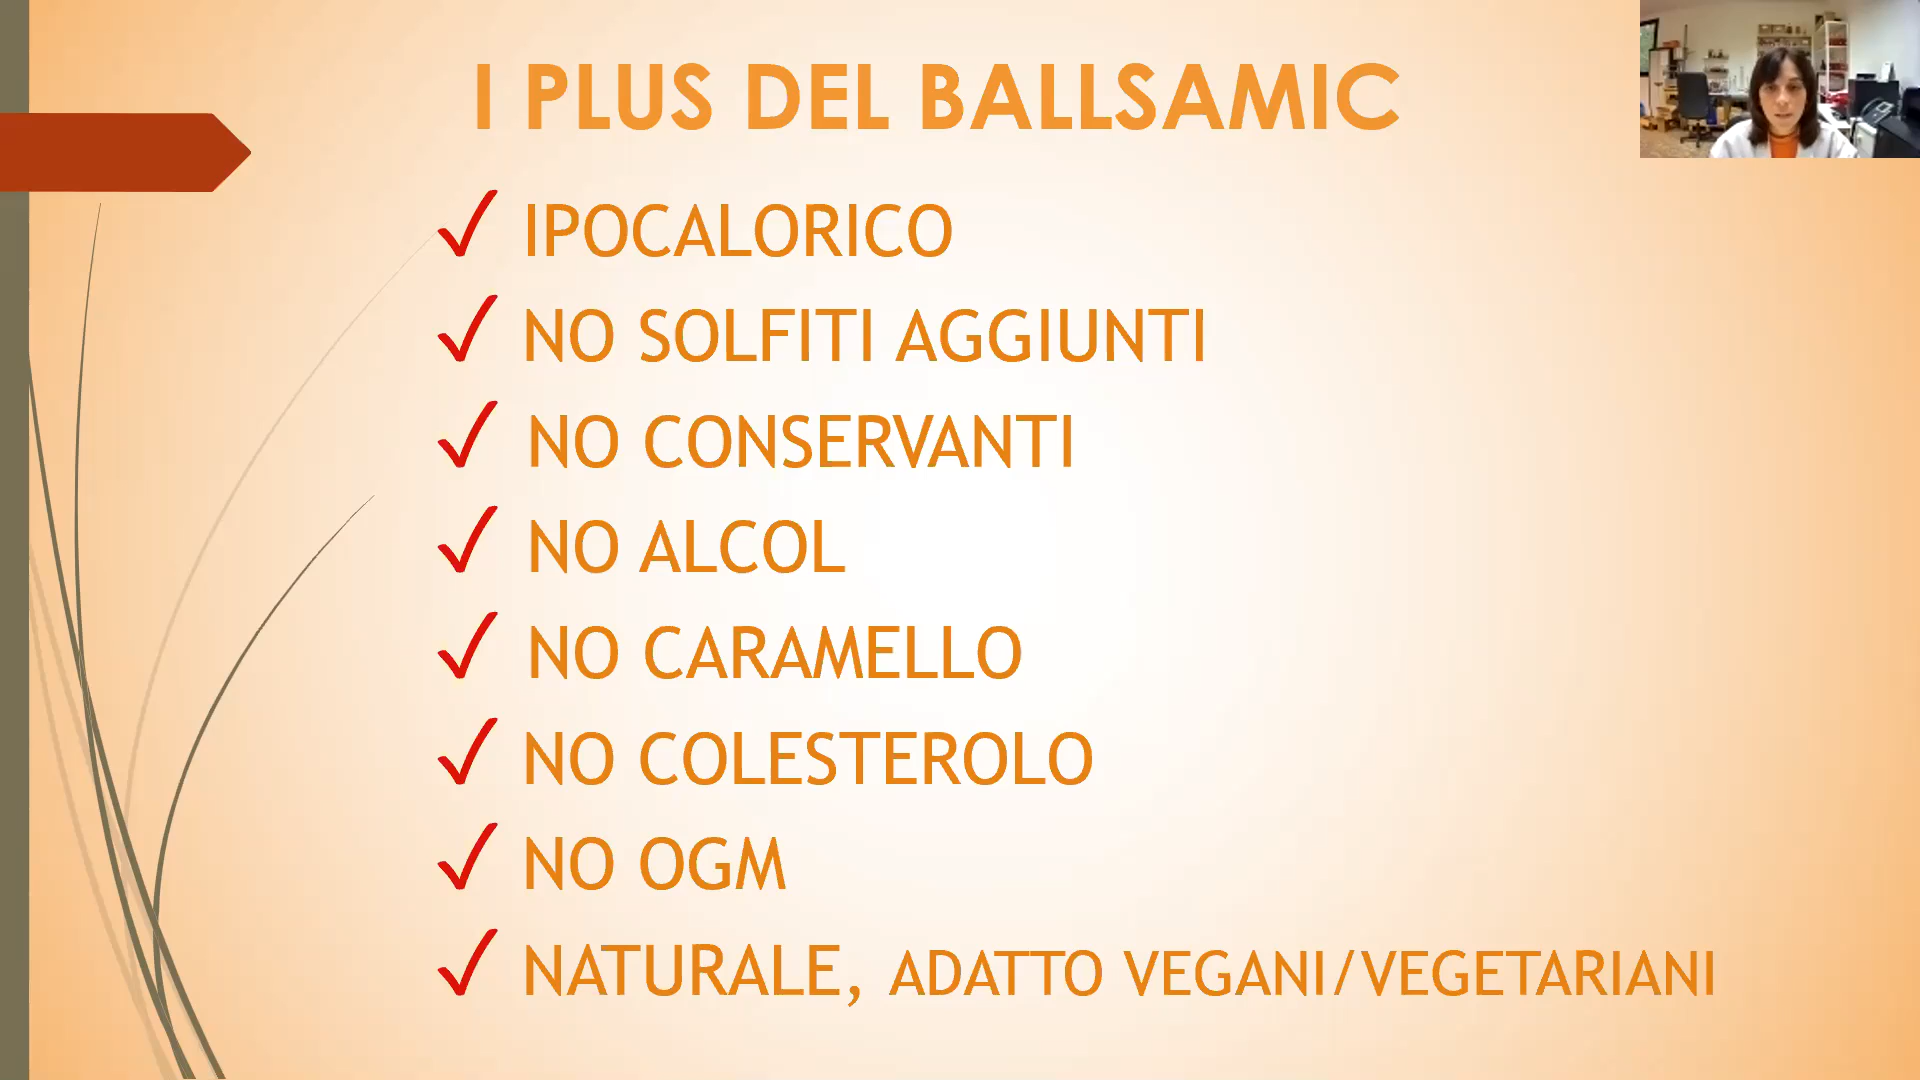 I PLUS DEL BALLSAMIC
IPOCALORICO
NO SOLFITI AGGIUNTI
NO CONSERVANTI
NO ALCOL
NO CARAMELLO
NO COLESTEROLO
NO OGM
NATURALE, ADATTO VEGANI/VEGETARIANI